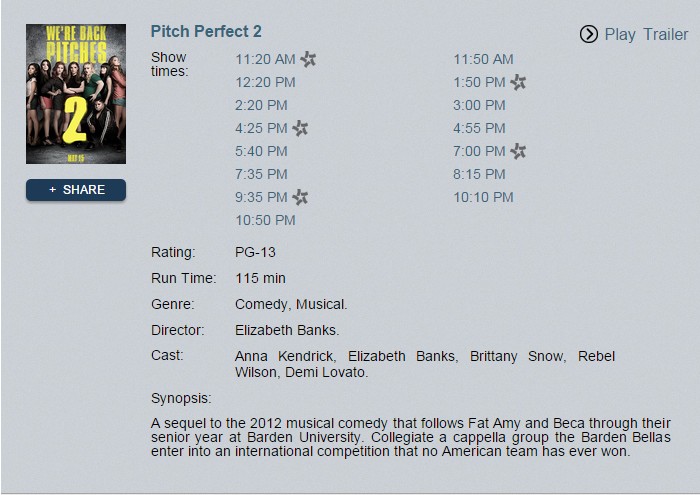 WE'RE BACK
PITCHES
2
MAY 15
+ SHARE
Pitch Perfect 2
Play Trailer
Show times:
11:20 AM 11:50 AM
12:20 PM 1:50 PM
2:20 PM 3:00 PM
4:25 PM 4:55 PM
5:40 PM 7:00 PM
7:35 PM 8:15 PM
9:35 PM 10:10 PM
10:50 PM
Rating: PG-13
Run Time: 115 min
Genre: Comedy, Musical.
Director: Elizabeth Banks.
Cast: Anna Kendrick, Elizabeth Banks, Brittany Snow, Rebel
Wilson, Demi Lovato.
Synopsis:
A sequel to the 2012 musical comedy that follows Fat Amy and Beca through their
senior year at Barden University. Collegiate a cappella group the Barden Bellas
enter into an international competition that no American team has ever won.